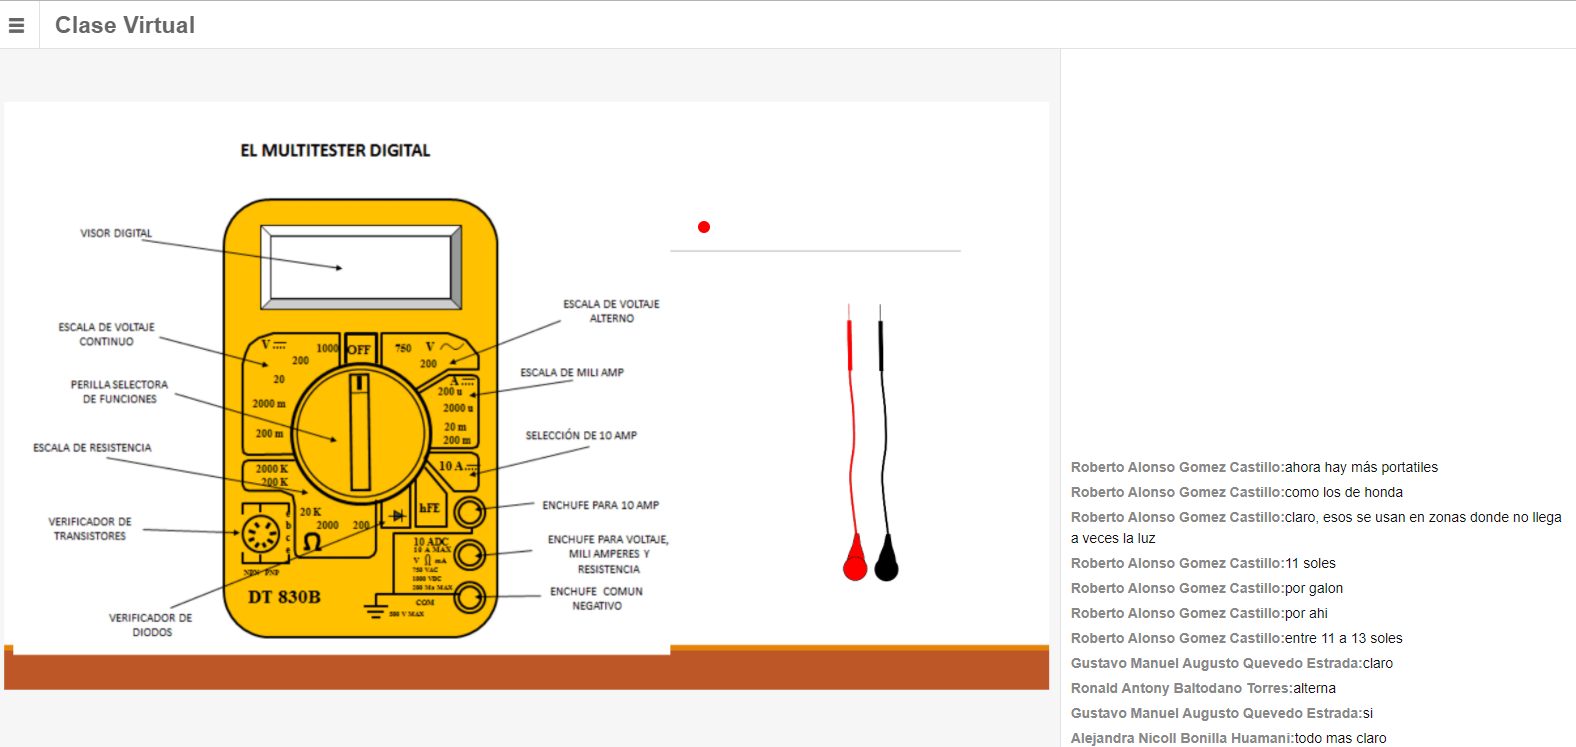 Clase Virtual
EL MULTITESTER DIGITAL
VISOR DIGITAL
ESCALA DE VOLTAJE
CONTINUO
PERILLA SELECTORA
DE FUNCIONES
ESCALA DE RESISTENCIA
VERIFICADOR DE
TRANSISTORES
VERIFICADOR DE
DIODOS
V
1000
OFF
750
V
200
200
20
2000 m
200 m
A
200 u
2000 u
20 m
200 m
10 A
2000 K
200 K
20 K
2000
200
hFE
Ω
e
b
c
e
NPN PNP
DT 830B
10 ADC
10 A MAX
V Ω mA
750 VAC
1000 VDC
200 Ma MAX
COM
500 V MAX
ESCALA DE VOLTAJE
ALTERNO
ESCALA DE MILI AMP
SELECCIÓN DE 10 AMP
ENCHUFE PARA 10 AMP
ENCHUFE PARA VOLTAJE,
MILI AMPERES Y
RESISTENCIA
ENCHUFE COMUN
NEGATIVO
Roberto Alonso Gomez Castillo:ahora hay más portatiles
Roberto Alonso Gomez Castillo:como los de honda
Roberto Alonso Gomez Castillo:claro, esos se usan en zonas donde no llega
a veces la luz
Roberto Alonso Gomez Castillo:11 soles
Roberto Alonso Gomez Castillo:por galon
Roberto Alonso Gomez Castillo:por ahi
Roberto Alonso Gomez Castillo:entre 11 a 13 soles
Gustavo Manuel Augusto Quevedo Estrada:claro
Ronald Antony Baltodano Torres:alterna
Gustavo Manuel Augusto Quevedo Estrada:si
Alejandra Nicoll Bonilla Huamani:todo mas claro